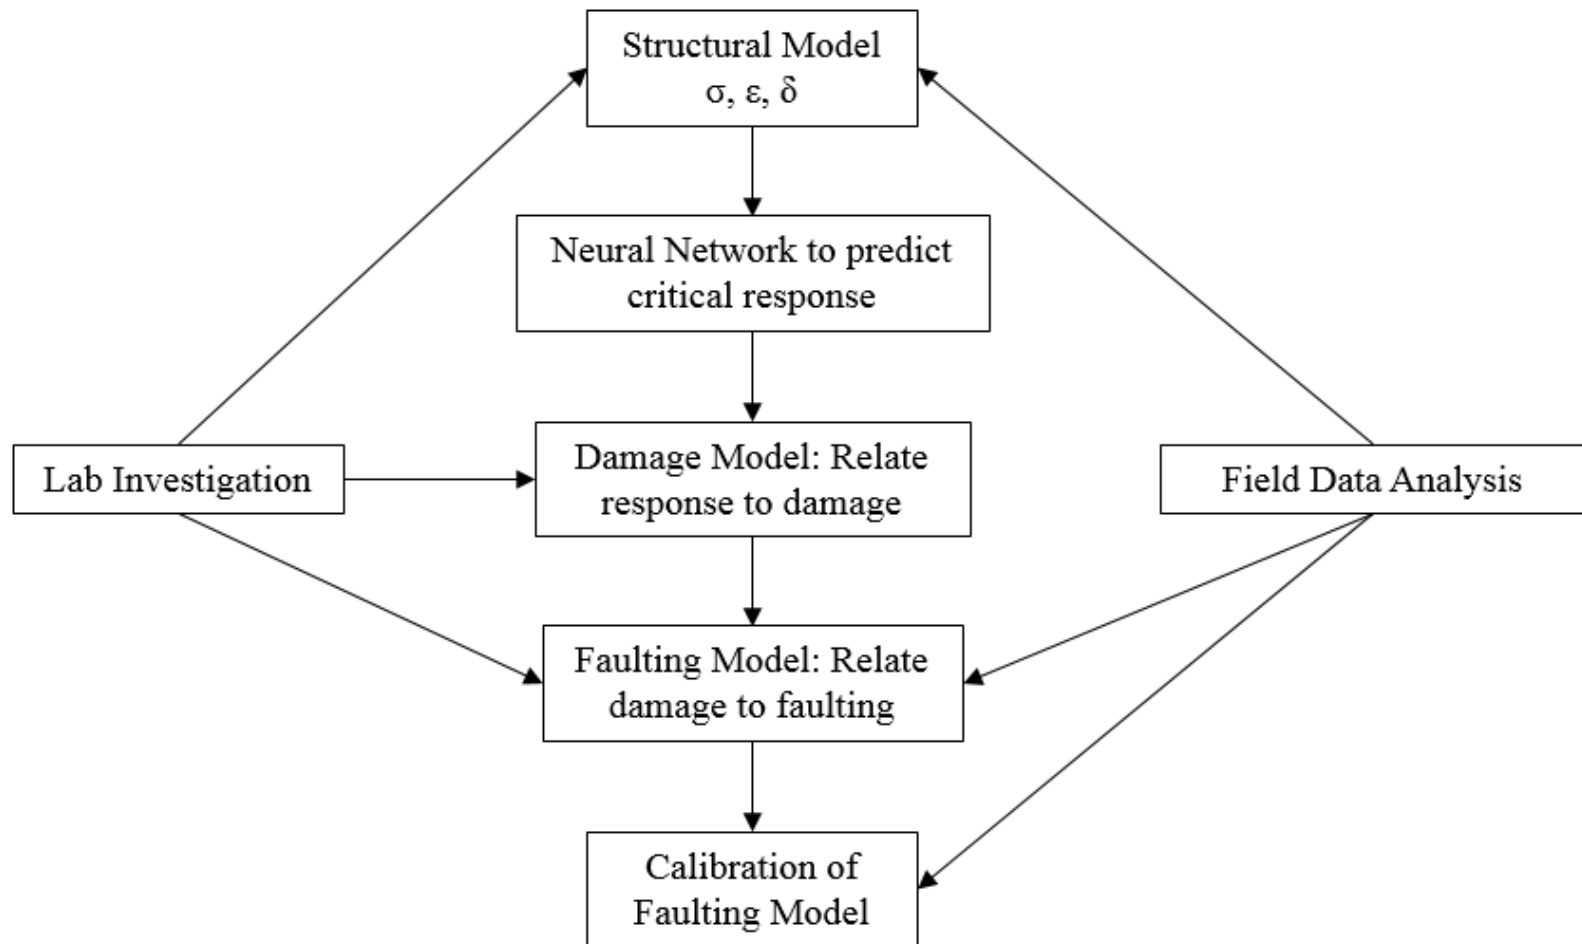 Structural Model
σ, ε, δ
Neural Network to predict
critical response
Lab Investigation
Damage Model: Relate
response to damage
Field Data Analysis
Faulting Model: Relate
damage to faulting
Calibration of
Faulting Model